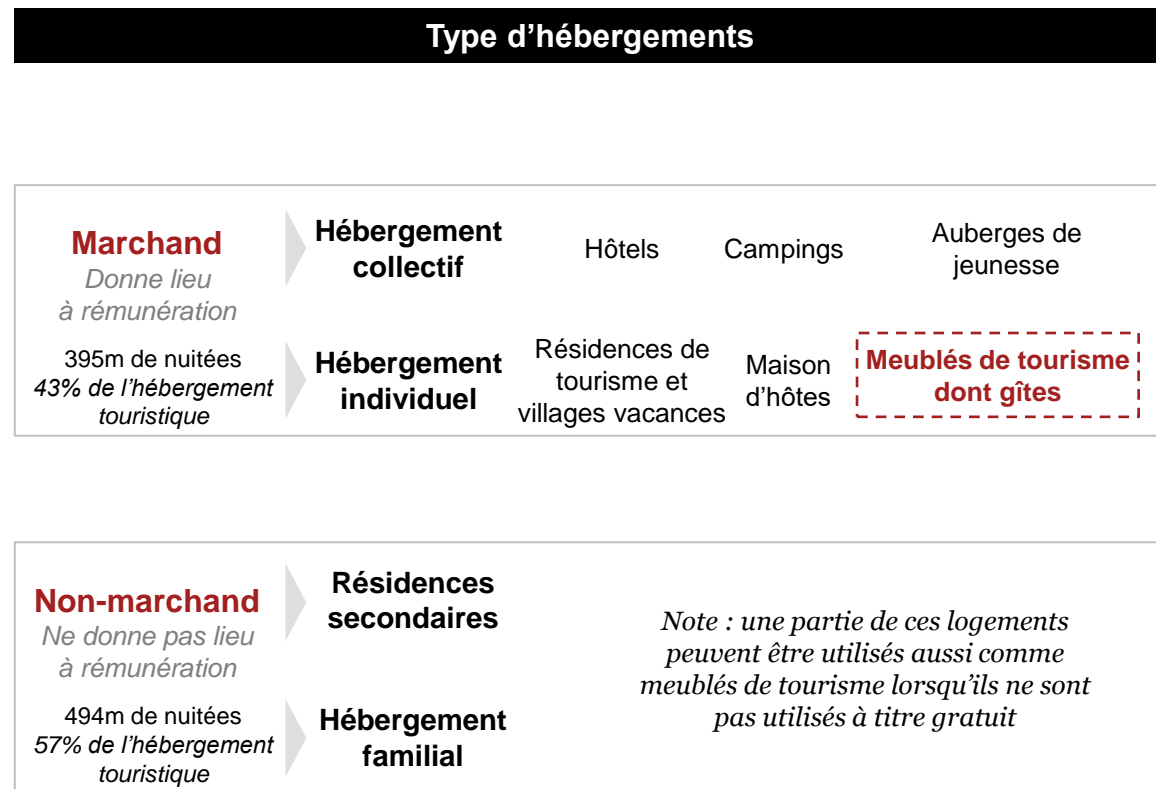 Type d'hébergements
Marchand
Donne lieu
à rémunération
395m de nuitées
43% de l'hébergement
touristique
Hébergement
collectif
Hôtels
Campings
Auberges de
jeunesse
Hébergement
individuel
Résidences de
tourisme et
villages vacances
Maison
d'hôtes
Meublés de tourisme
dont gîtes
Non-marchand
Ne donne pas lieu
à rémunération
494m de nuitées
57% de l'hébergement
touristique
Résidences
secondaires
Hébergement
familial
Note : une partie de ces logements
peuvent être utilisés aussi comme
meublés de tourisme lorsqu'ils ne sont
pas utilisés à titre gratuit